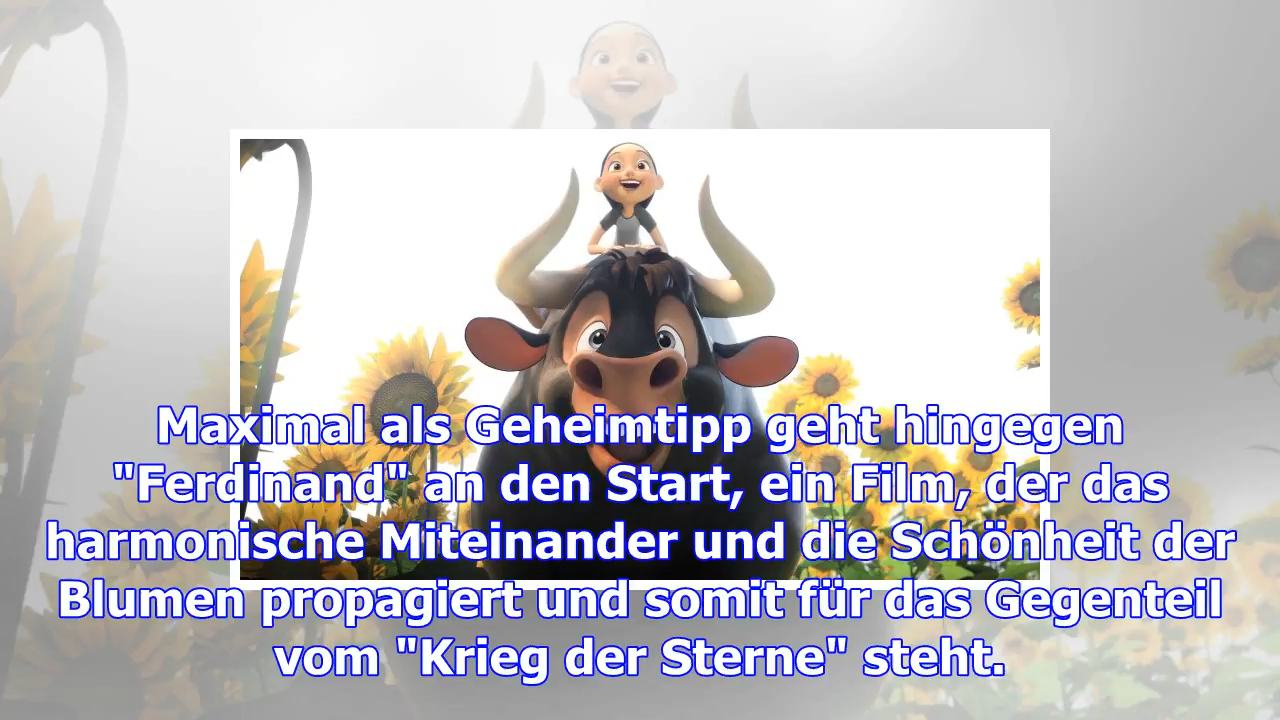 Maximal als Geheimtipp geht hingegen
"Ferdinand" an den Start, ein Film, der das
harmonische Miteinander und die Schönheit der
Blumen propagiert und somit für das Gegenteil
vom "Krieg der Sterne" steht.